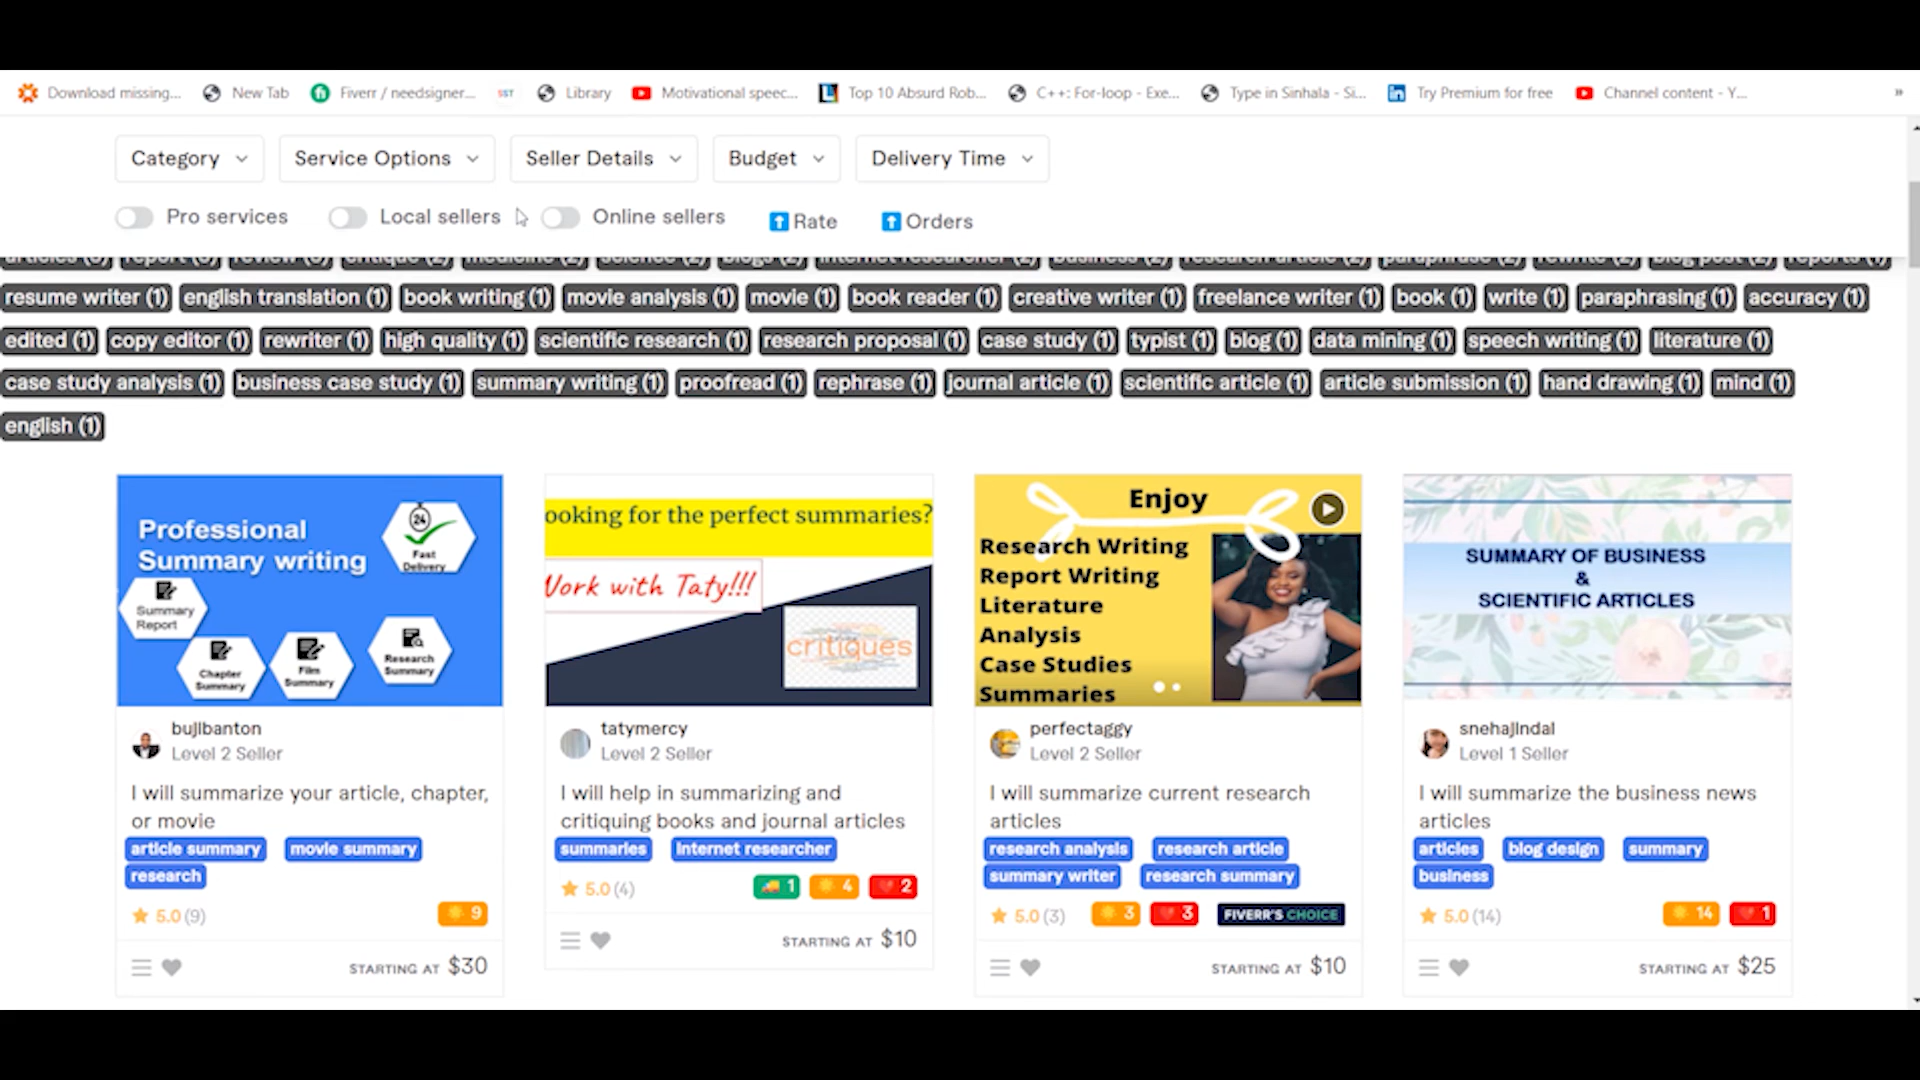 Download missing... New Tab Fiverr / needsigner... SST Library Motivational speec... Top 10 Absurd Rob... C++: For-loop - Exe... Type in Sinhala - Si... Try Premium for free Channel content - Y... »
Category Service Options Seller Details Budget Delivery Time
Pro services Local sellers Online sellers Rate Orders
resume writer (1) english translation (1) book writing (1) movie analysis (1) movie (1) book reader (1) creative writer (1) freelance writer (1) book (1) write (1) paraphrasing (1) accuracy (1)
edited (1) copy editor (1) rewriter (1) high quality (1) scientific research (1) research proposal (1) case study (1) typist (1) blog (1) data mining (1) speech writing (1) literature (1)
case study analysis (1) business case study (1) summary writing (1) proofread (1) rephrase (1) journal article (1) scientific article (1) article submission (1) hand drawing (1) mind (1)
english (1)
Professional
Summary writing
24
Fast
Delivery
Summary
Report
Chapter
Summary
Film
Summary
Research
Summary
bujibanton
Level 2 Seller
I will summarize your article, chapter,
or movie
article summary movie summary
research
5.0 (9) 9
STARTING AT $30
ooking for the perfect summaries?
Work with Taty!!!
critiques
tatymercy
Level 2 Seller
I will help in summarizing and
critiquing books and journal articles
summaries internet researcher
5.0 (4) 1 4 2
STARTING AT $10
Enjoy
Research Writing
Report Writing
Literature
Analysis
Case Studies
Summaries
perfectaggy
Level 2 Seller
I will summarize current research
articles
research analysis research article
summary writer research summary
5.0 (3) 3 3 FIVERR'S CHOICE
STARTING AT $10
SUMMARY OF BUSINESS
&
SCIENTIFIC ARTICLES
snehajindal
Level 1 Seller
I will summarize the business news
articles
articles blog design summary
business
5.0 (14) 14 1
STARTING AT $25